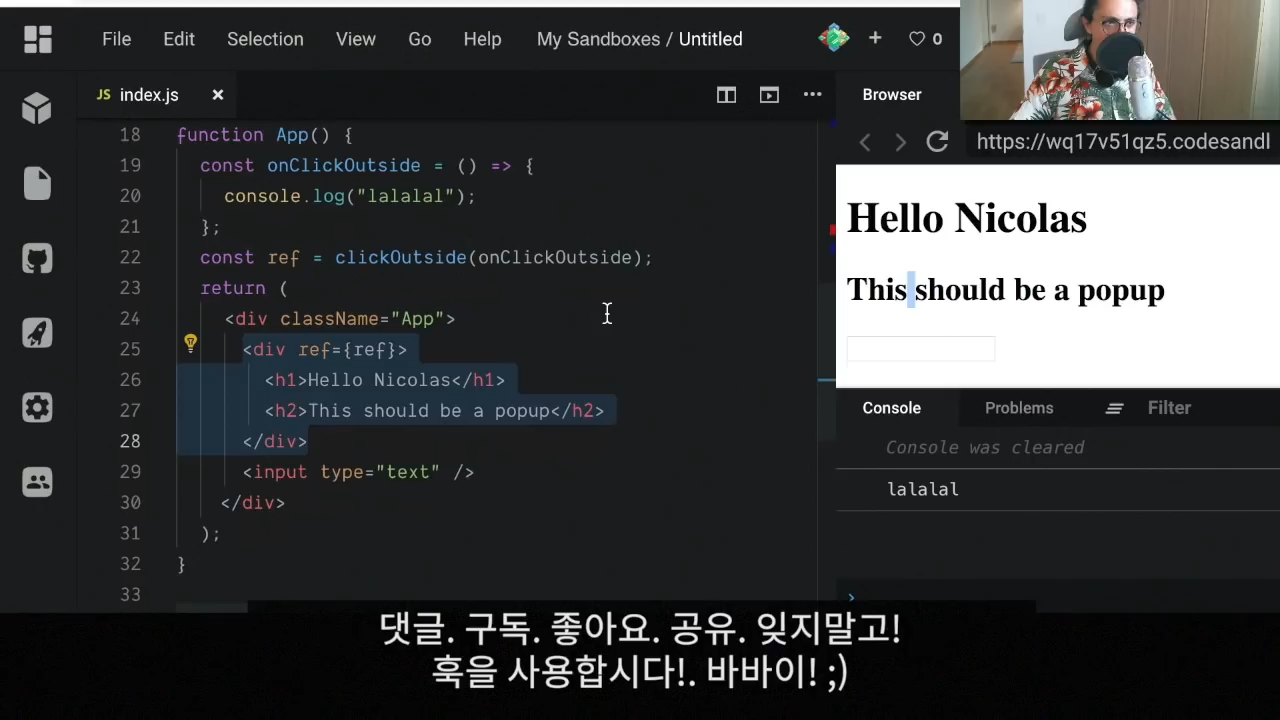 File Edit Selection View Go Help My Sandboxes / Untitled + 0
JS index.js × ••• Browser
https://wq17v51qz5.codesandl
18 function App() {
19 const onClickOutside = () => {
20 console.log("lalalal");
21 };
22 const ref = clickOutside(onClickOutside);
23 return (
24 <div className="App">
25 <div ref={ref}>
26 <h1>Hello Nicolas</h1>
27 <h2>This should be a popup</h2>
28 </div>
29 <input type="text" />
30 </div>
31 );
32 }
33
Hello Nicolas
This should be a popup
Console Problems Filter
Console was cleared
lalalal
›
댓글. 구독. 좋아요. 공유. 잊지말고!
훅을 사용합시다!. 바바이! ;)